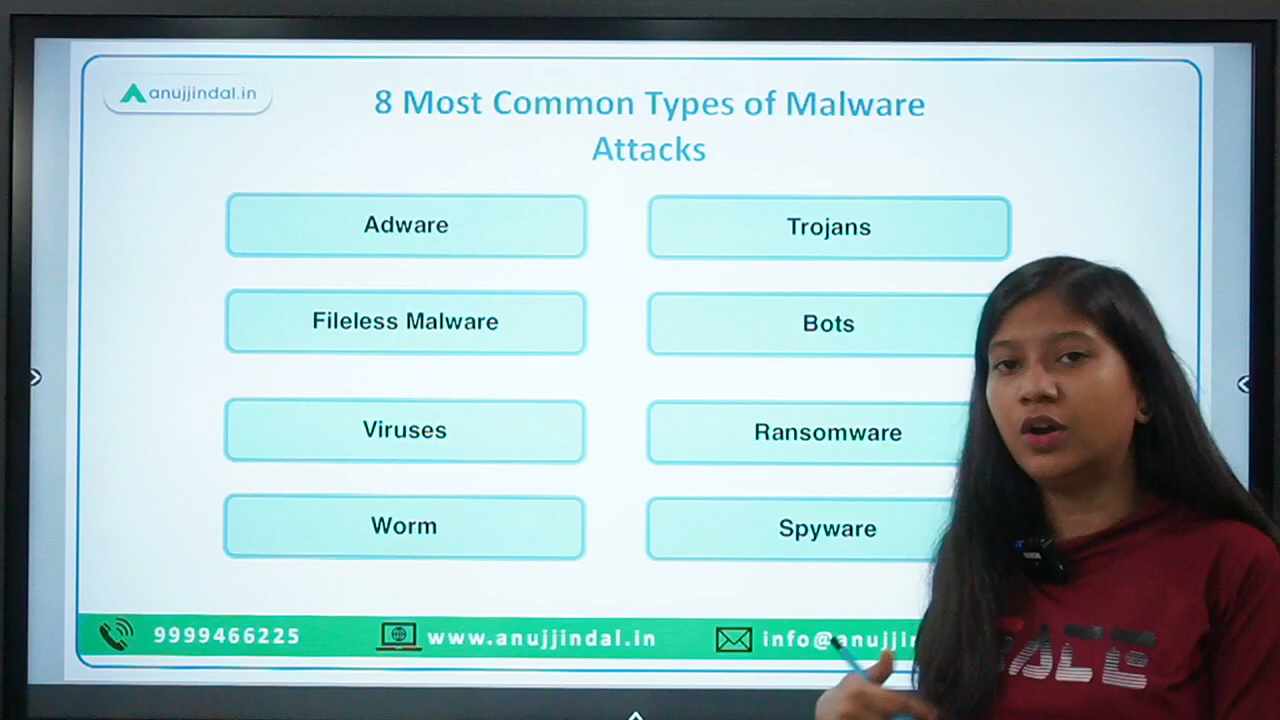 anujjindal.in
8 Most Common Types of Malware
Attacks
Adware
Trojans
Fileless Malware
Bots
Viruses
Ransomware
Worm
Spyware
9999466225
www.anujjindal.in